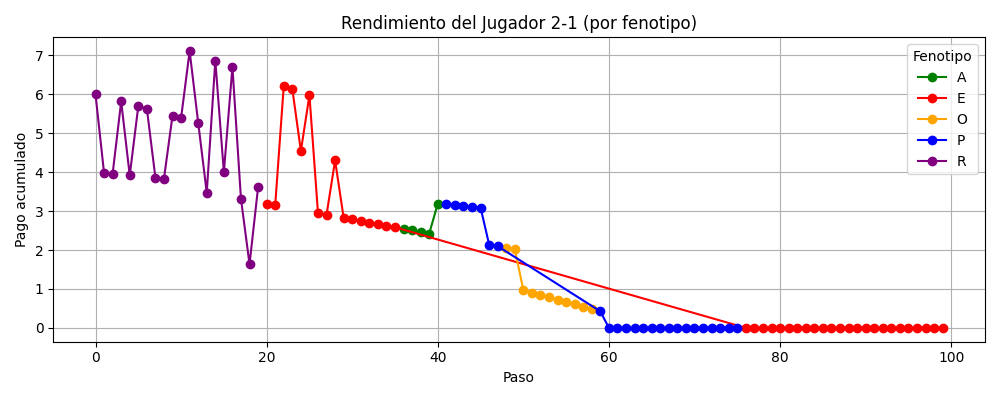 Rendimiento del Jugador 2-1 (por fenotipo)
Pago acumulado
7
6
5
4
3
2
1
0
0
20
40
60
80
100
Paso
Fenotipo
A
E
O
P
R